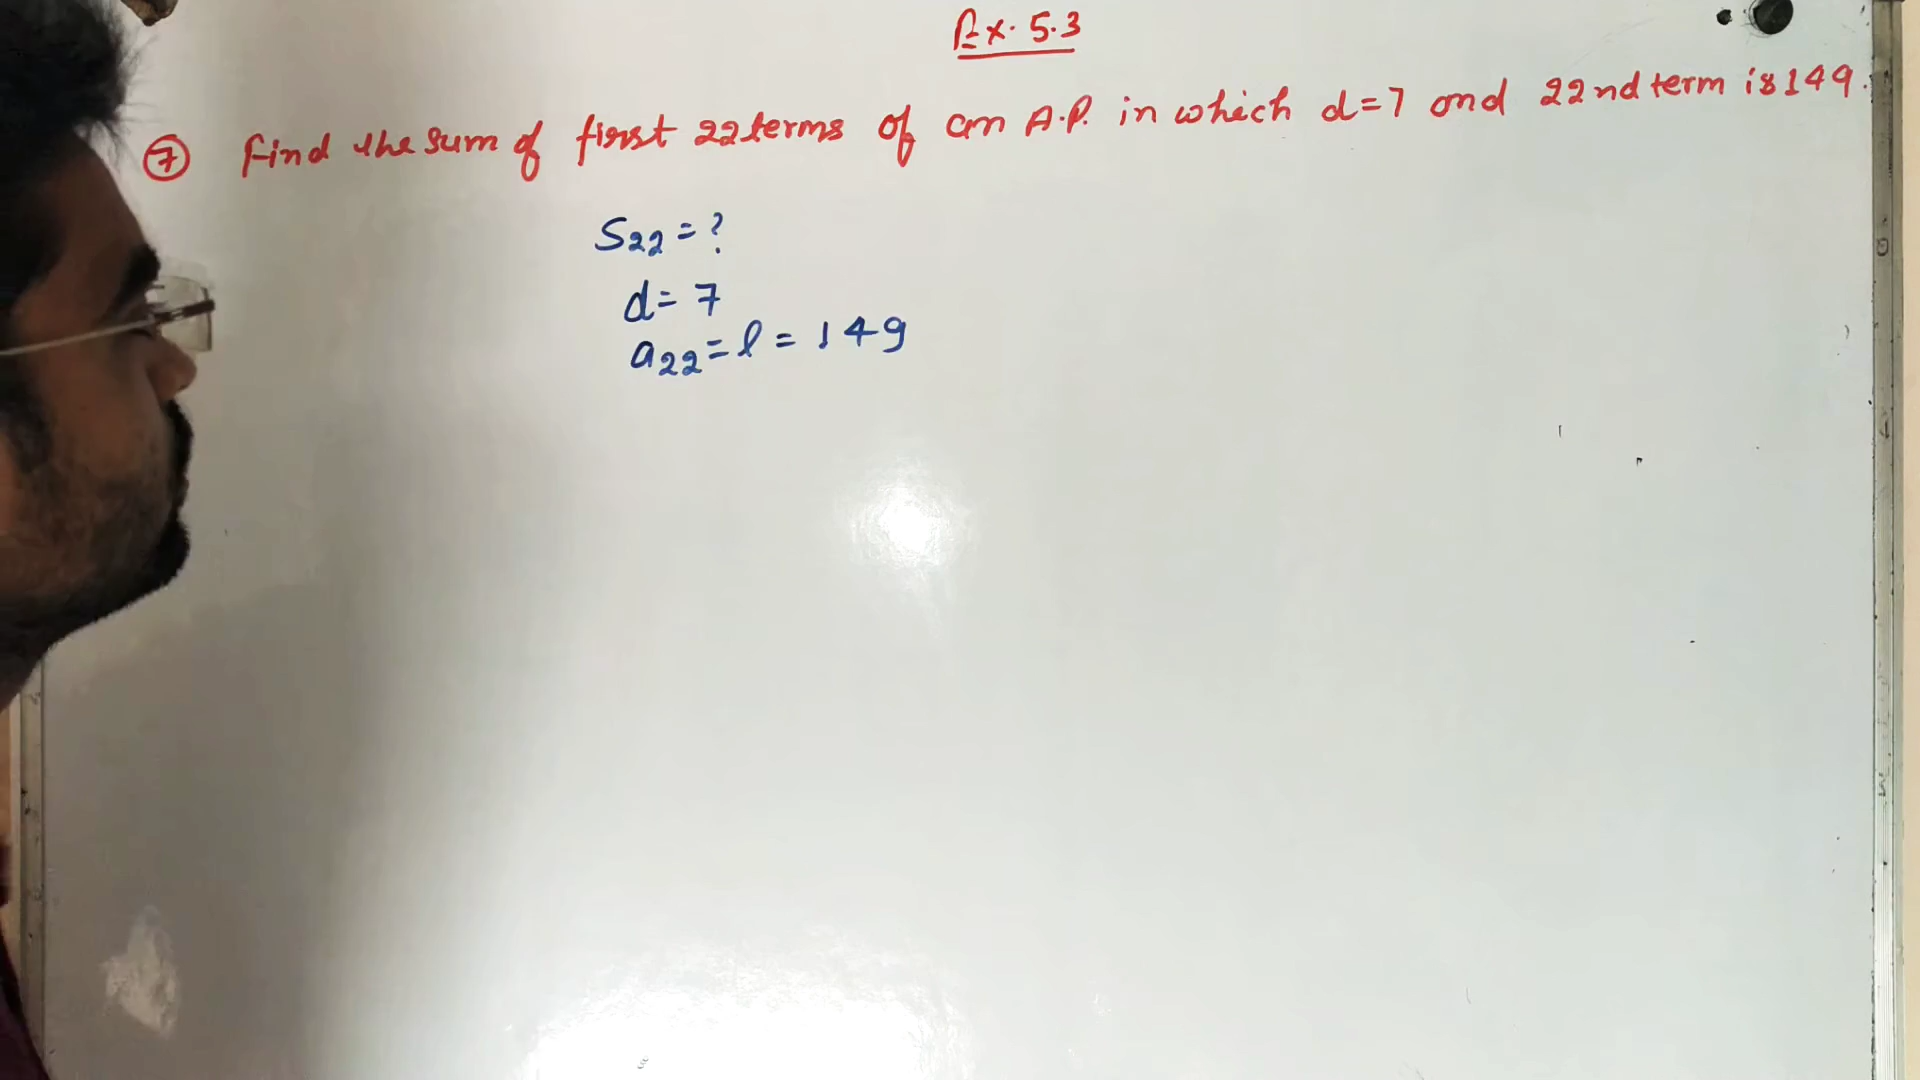 Ex. 5.3
7 Find the sum of first 22 terms of an A.P. in which d=7 and 22nd term is 149.
S22 = ?
d = 7
a22 = l = 149